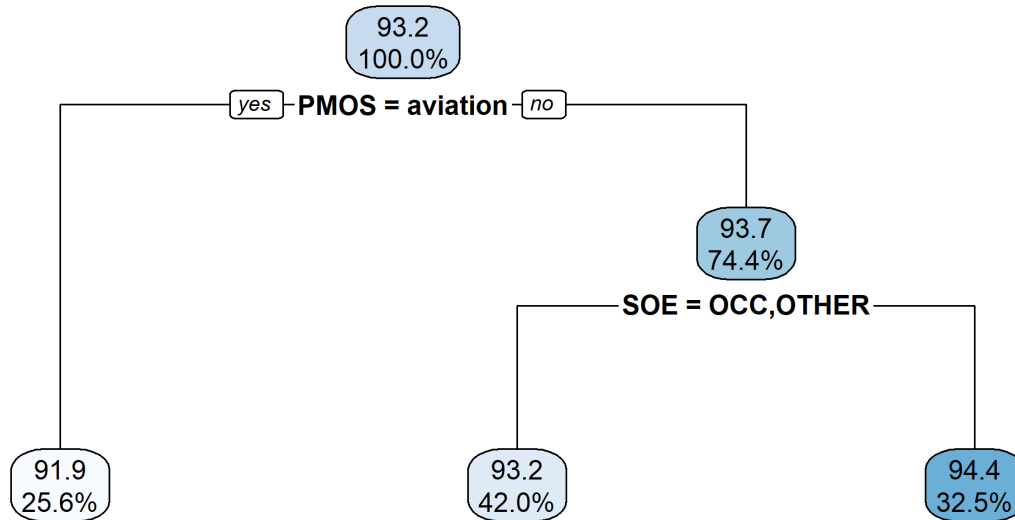 93.2
100.0%
yes PMOS = aviation no
93.7
74.4%
SOE = OCC,OTHER
91.9 93.2 94.4
25.6% 42.0% 32.5%